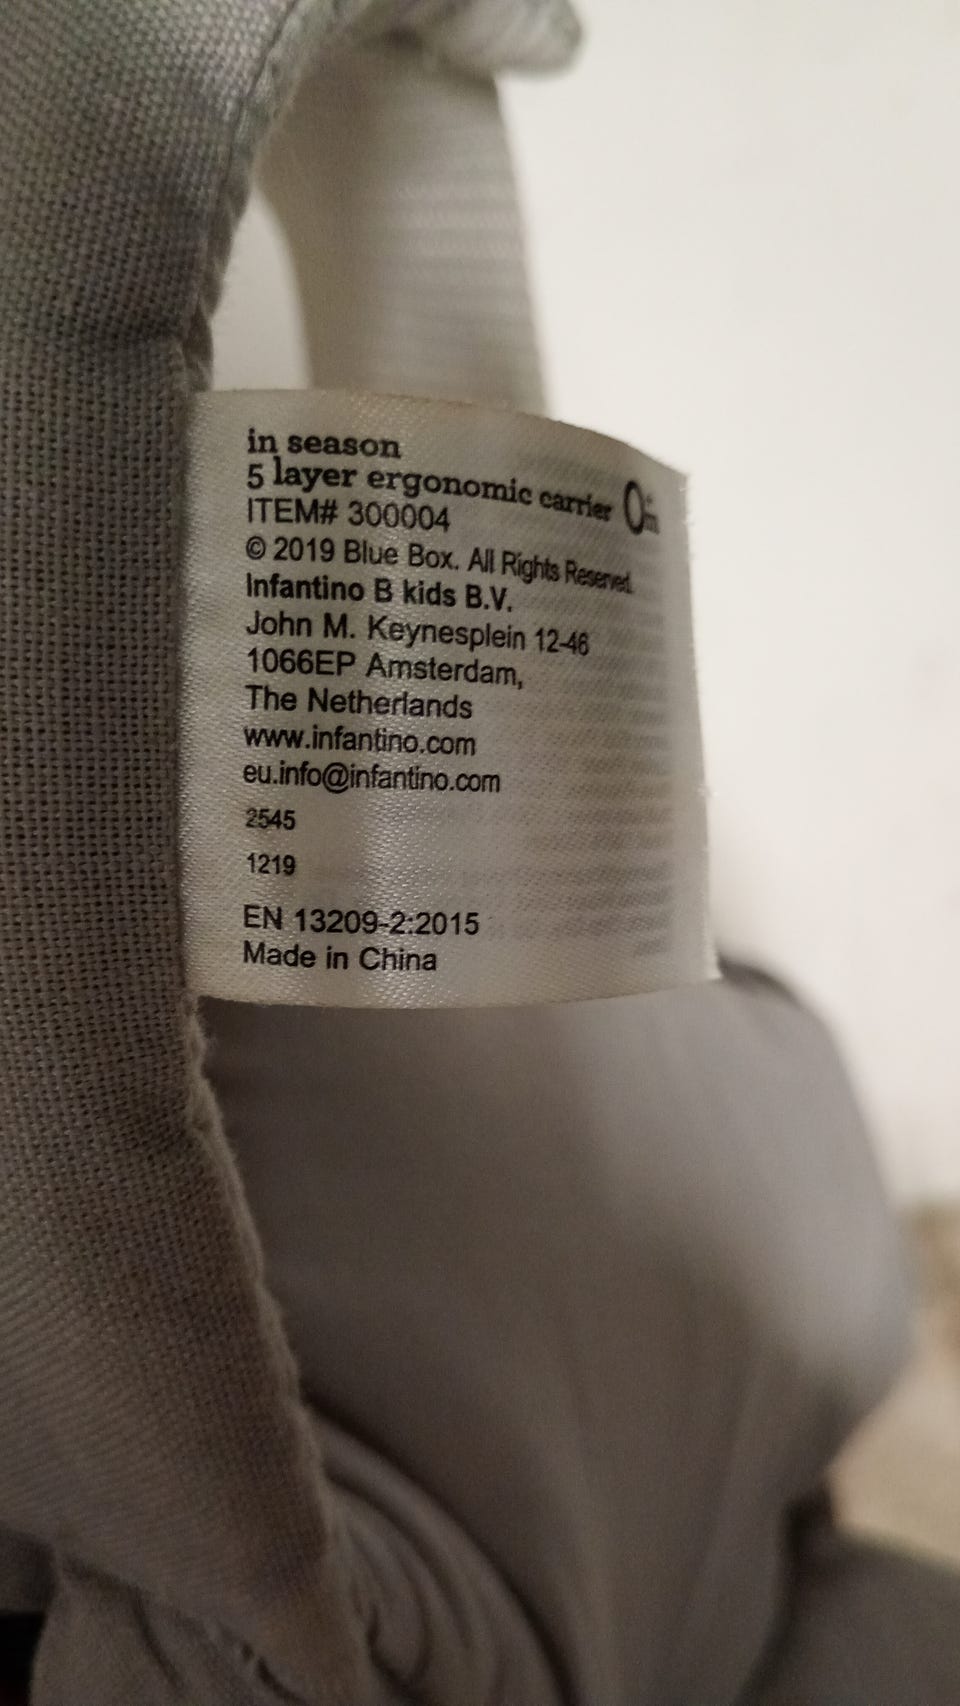 in season
5 layer ergonomic carrier
ITEM# 300004
© 2019 Blue Box. All Rights Reserved.
Infantino B kids B.V.
John M. Keynesplein 12-46
1066EP Amsterdam,
The Netherlands
www.infantino.com
eu.info@infantino.com
2545
1219
EN 13209-2:2015
Made in China